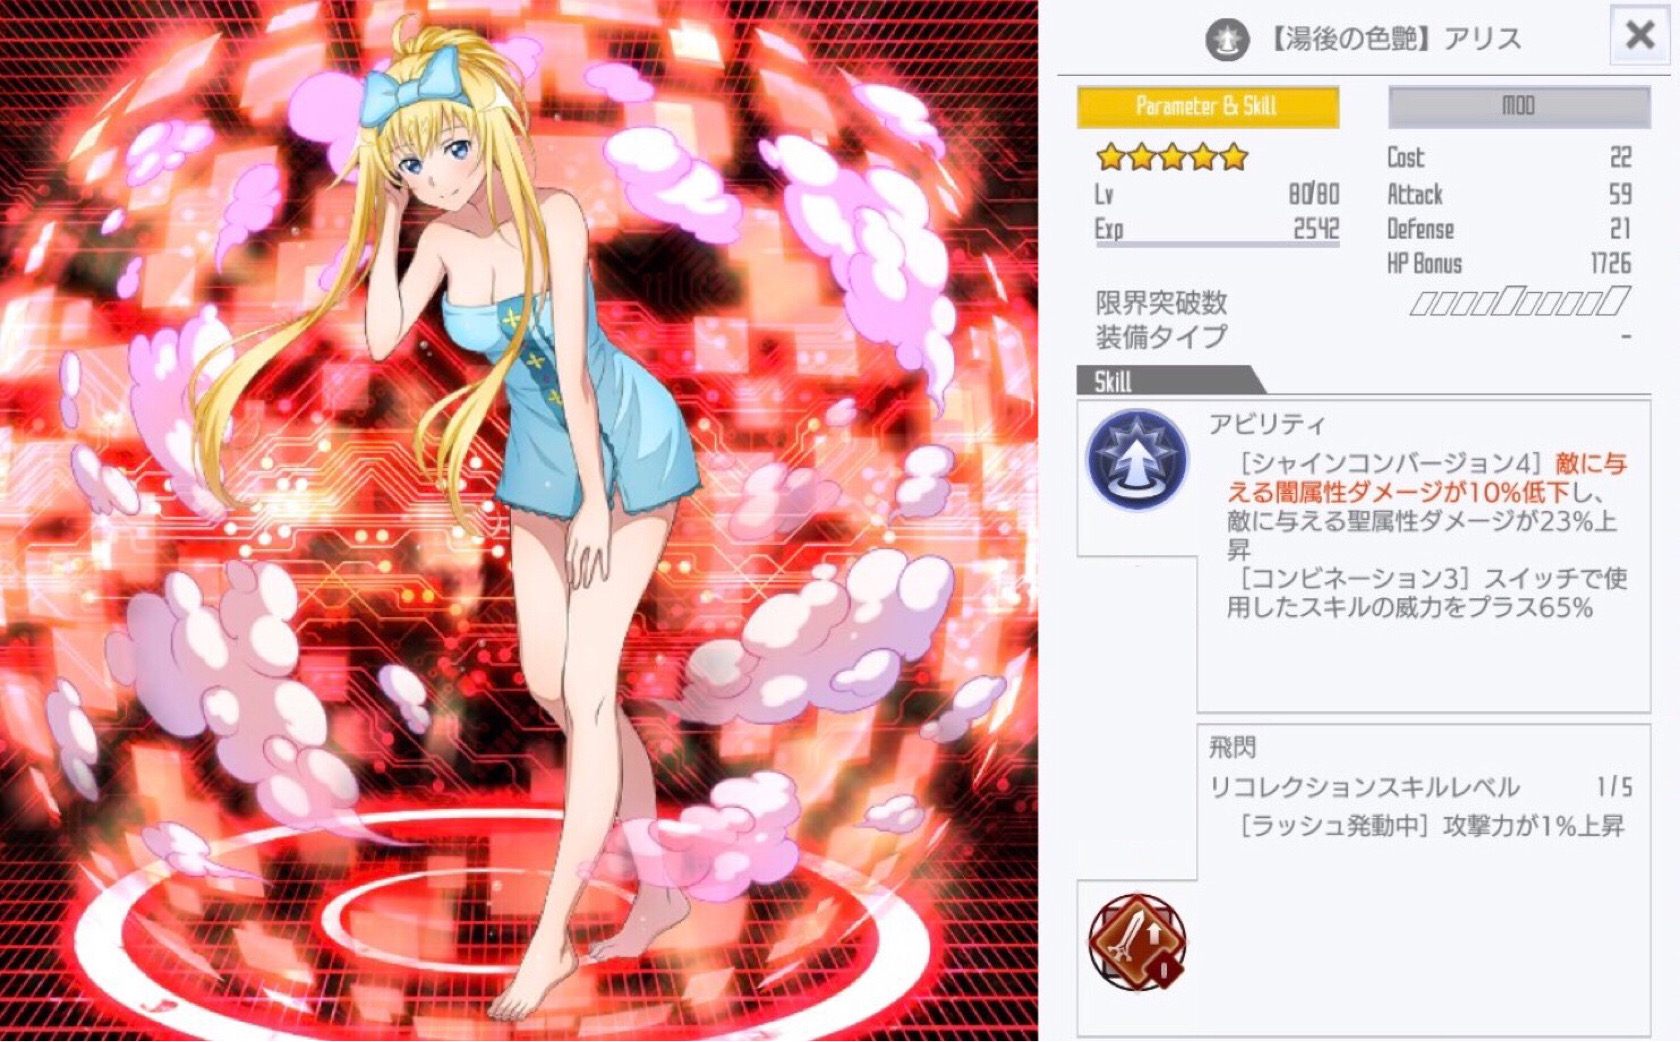 【湯後の色艶】アリス
Parameter & Skill
MOD
Lv 80/80
Exp 2542
Cost 22
Attack 59
Defense 21
HP Bonus 1726
限界突破数
装備タイプ -
Skill
アビリティ
［シャインコンバージョン4］敵に与
える闇属性ダメージが10%低下し、
敵に与える聖属性ダメージが23%上
昇
［コンビネーション3］スイッチで使
用したスキルの威力をプラス65%
飛閃
リコレクションスキルレベル 1/5
［ラッシュ発動中］攻撃力が1%上昇
I